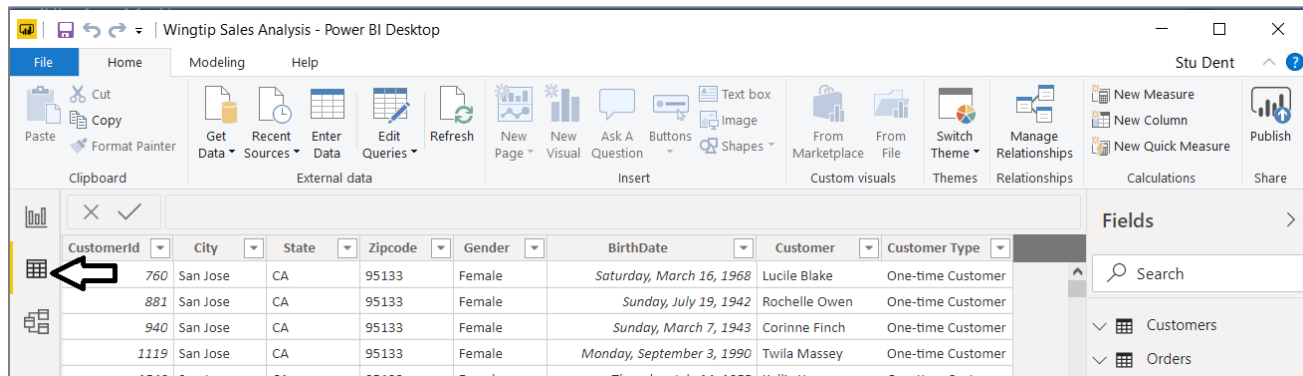 Wingtip Sales Analysis - Power BI Desktop
File Home Modeling Help Stu Dent ?
Paste
Cut
Copy
Format Painter
Clipboard
Get Data
Recent Sources
Enter Data
Edit Queries
Refresh
External data
New Page
New Visual
Ask A Question
Buttons
Text box
Image
Shapes
Insert
From Marketplace
From File
Custom visuals
Switch Theme
Themes
Manage Relationships
Relationships
New Measure
New Column
New Quick Measure
Calculations
Publish
Share
CustomerId City State Zipcode Gender BirthDate Customer Customer Type
760 San Jose CA 95133 Female Saturday, March 16, 1968 Lucile Blake One-time Customer
881 San Jose CA 95133 Female Sunday, July 19, 1942 Rochelle Owen One-time Customer
940 San Jose CA 95133 Female Sunday, March 7, 1943 Corinne Finch One-time Customer
1119 San Jose CA 95133 Female Monday, September 3, 1990 Twila Massey One-time Customer
Fields
Search
Customers
Orders